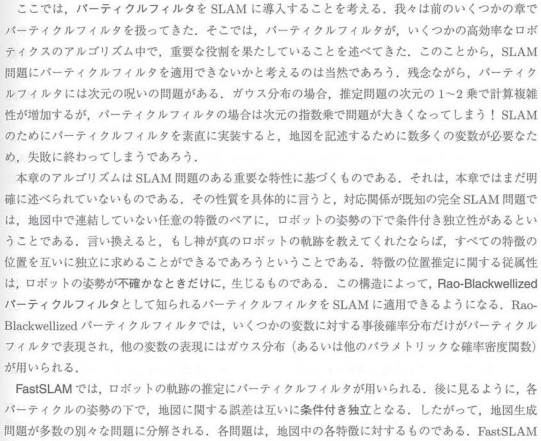 ここでは，パーティクルフィルタを SLAM に導入することを考える．我々は前のいくつかの章で
パーティクルフィルタを扱ってきた．そこでは，パーティクルフィルタが，いくつかの高効率なロボ
ティクスのアルゴリズム中で，重要な役割を果たしていることを述べてきた．このことから，SLAM
問題にパーティクルフィルタを適用できないかと考えるのは当然であろう．残念ながら，パーティク
ルフィルタには次元の呪いの問題がある．ガウス分布の場合，推定問題の次元の 1~2 乗で計算複雑
性が増加するが，パーティクルフィルタの場合は次元の指数乗で問題が大きくなってしまう！ SLAM
のためにパーティクルフィルタを素直に実装すると，地図を記述するために数多くの変数が必要なた
め，失敗に終わってしまうであろう．
本章のアルゴリズムは SLAM 問題のある重要な特性に基づくものである．それは，本章ではまだ明
確に述べられていないものである．その性質を具体的に言うと，対応関係が既知の完全 SLAM 問題で
は，地図中で連結していない任意の特徴のペアに，ロボットの姿勢の下で条件付き独立性があるとい
うことである．言い換えると，もし神が真のロボットの軌跡を教えてくれたならば，すべての特徴の
位置を互いに独立に求めることができるであろうということである．特徴の位置推定に関する従属性
は，ロボットの姿勢が不確かなときだけに，生じるものである．この構造によって，Rao-Blackwellized
パーティクルフィルタとして知られるパーティクルフィルタを SLAM に適用できるようになる．Rao-
Blackwellized パーティクルフィルタでは，いくつかの変数に対する事後確率分布だけがパーティクル
フィルタで表現され，他の変数の表現にはガウス分布（あるいは他のパラメトリックな確率密度関数）
が用いられる．
FastSLAM では，ロボットの軌跡の推定にパーティクルフィルタが用いられる．後に見るように，各
パーティクルの姿勢の下で，地図に関する誤差は互いに条件付き独立となる．したがって，地図生成
問題が多数の別々な問題に分解される．各問題は，地図中の各特徴に対するものである．FastSLAM